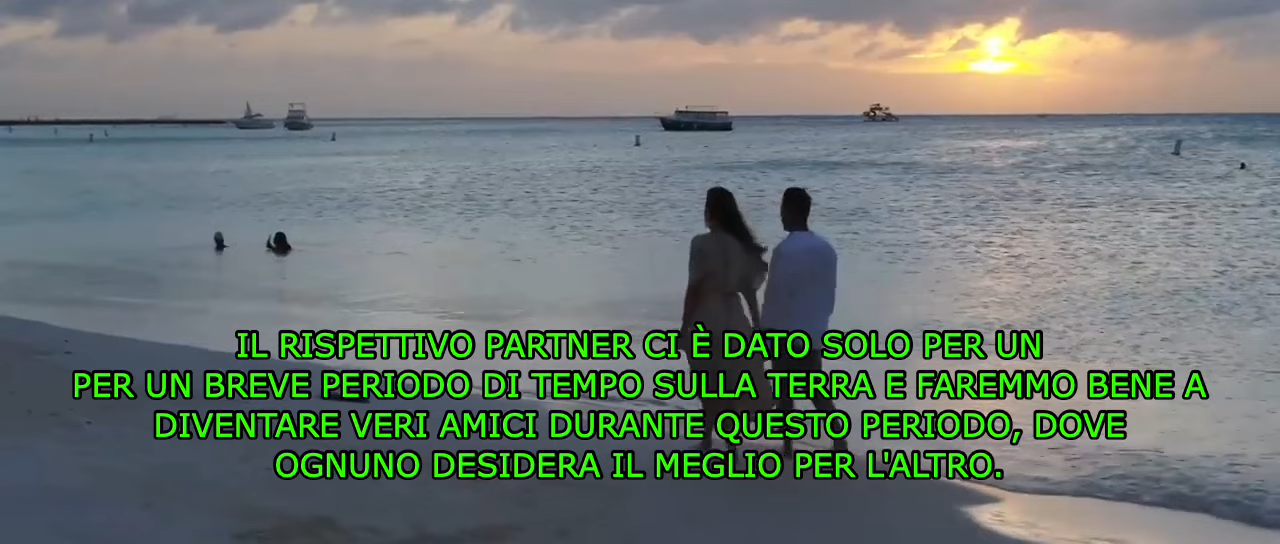 IL RISPETTIVO PARTNER CI È DATO SOLO PER UN
PER UN BREVE PERIODO DI TEMPO SULLA TERRA E FAREMMO BENE A
DIVENTARE VERI AMICI DURANTE QUESTO PERIODO, DOVE
OGNUNO DESIDERA IL MEGLIO PER L'ALTRO.